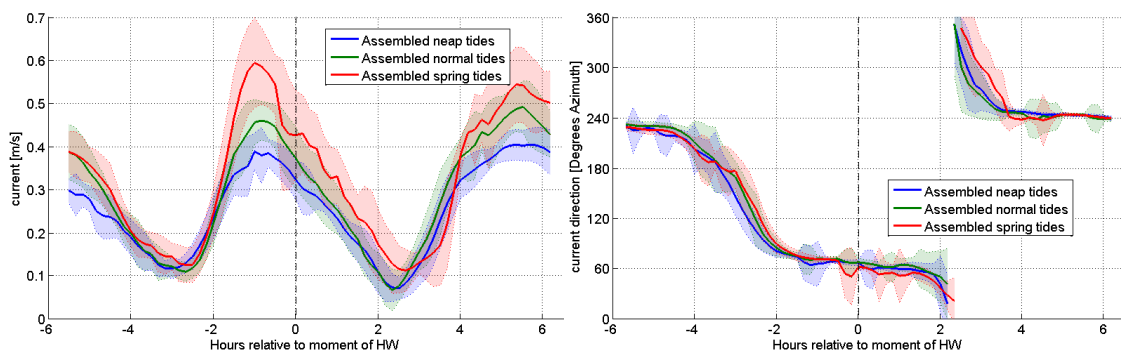 0.7
0.6
0.5
0.4
0.3
0.2
0.1
0
current [m/s]
Assembled neap tides
Assembled normal tides
Assembled spring tides
-6
-4
-2
0
2
4
6
Hours relative to moment of HW
360
300
240
180
120
60
0
current direction [Degrees Azimuth]
Assembled neap tides
Assembled normal tides
Assembled spring tides
-6
-4
-2
0
2
4
6
Hours relative to moment of HW